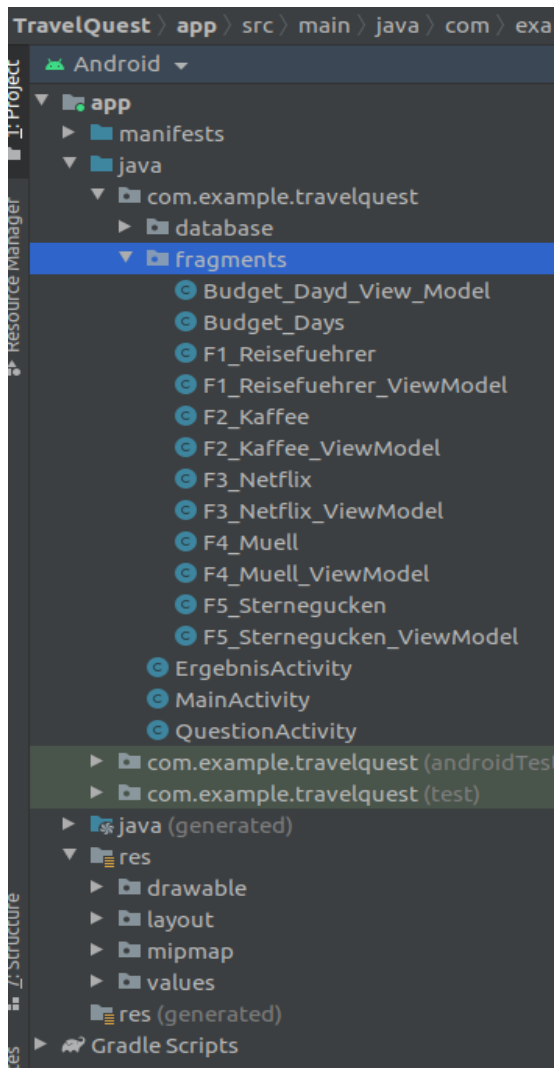 TravelQuest 〉 app 〉 src 〉 main 〉 java 〉 com 〉 exa
1: Project
Android
app
manifests
java
com.example.travelquest
database
fragments
Resource Manager
Budget_Dayd_View_Model
Budget_Days
F1_Reisefuehrer
F1_Reisefuehrer_ViewModel
F2_Kaffee
F2_Kaffee_ViewModel
F3_Netflix
F3_Netflix_ViewModel
F4_Muell
F4_Muell_ViewModel
F5_Sternegucken
F5_Sternegucken_ViewModel
ErgebnisActivity
MainActivity
QuestionActivity
com.example.travelquest (androidTest
com.example.travelquest (test)
java (generated)
res
drawable
layout
mipmap
values
7: Structure
res (generated)
Gradle Scripts